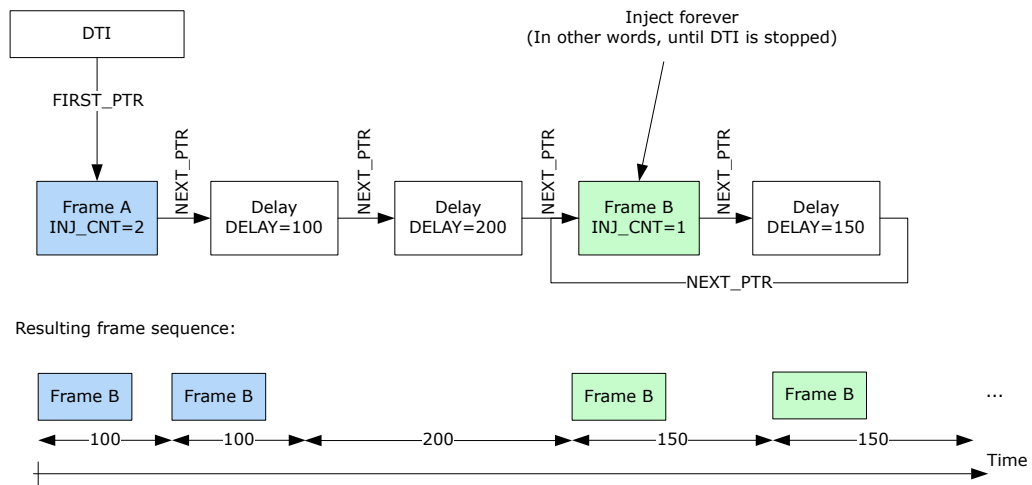 DTI
Inject forever
(In other words, until DTI is stopped)
FIRST_PTR
NEXT_PTR
NEXT_PTR
NEXT_PTR
NEXT_PTR
Frame A
INJ_CNT=2
Delay
DELAY=100
Delay
DELAY=200
Frame B
INJ_CNT=1
Delay
DELAY=150
NEXT_PTR
Resulting frame sequence:
Frame B
Frame B
Frame B
Frame B
...
100
100
200
150
150
Time